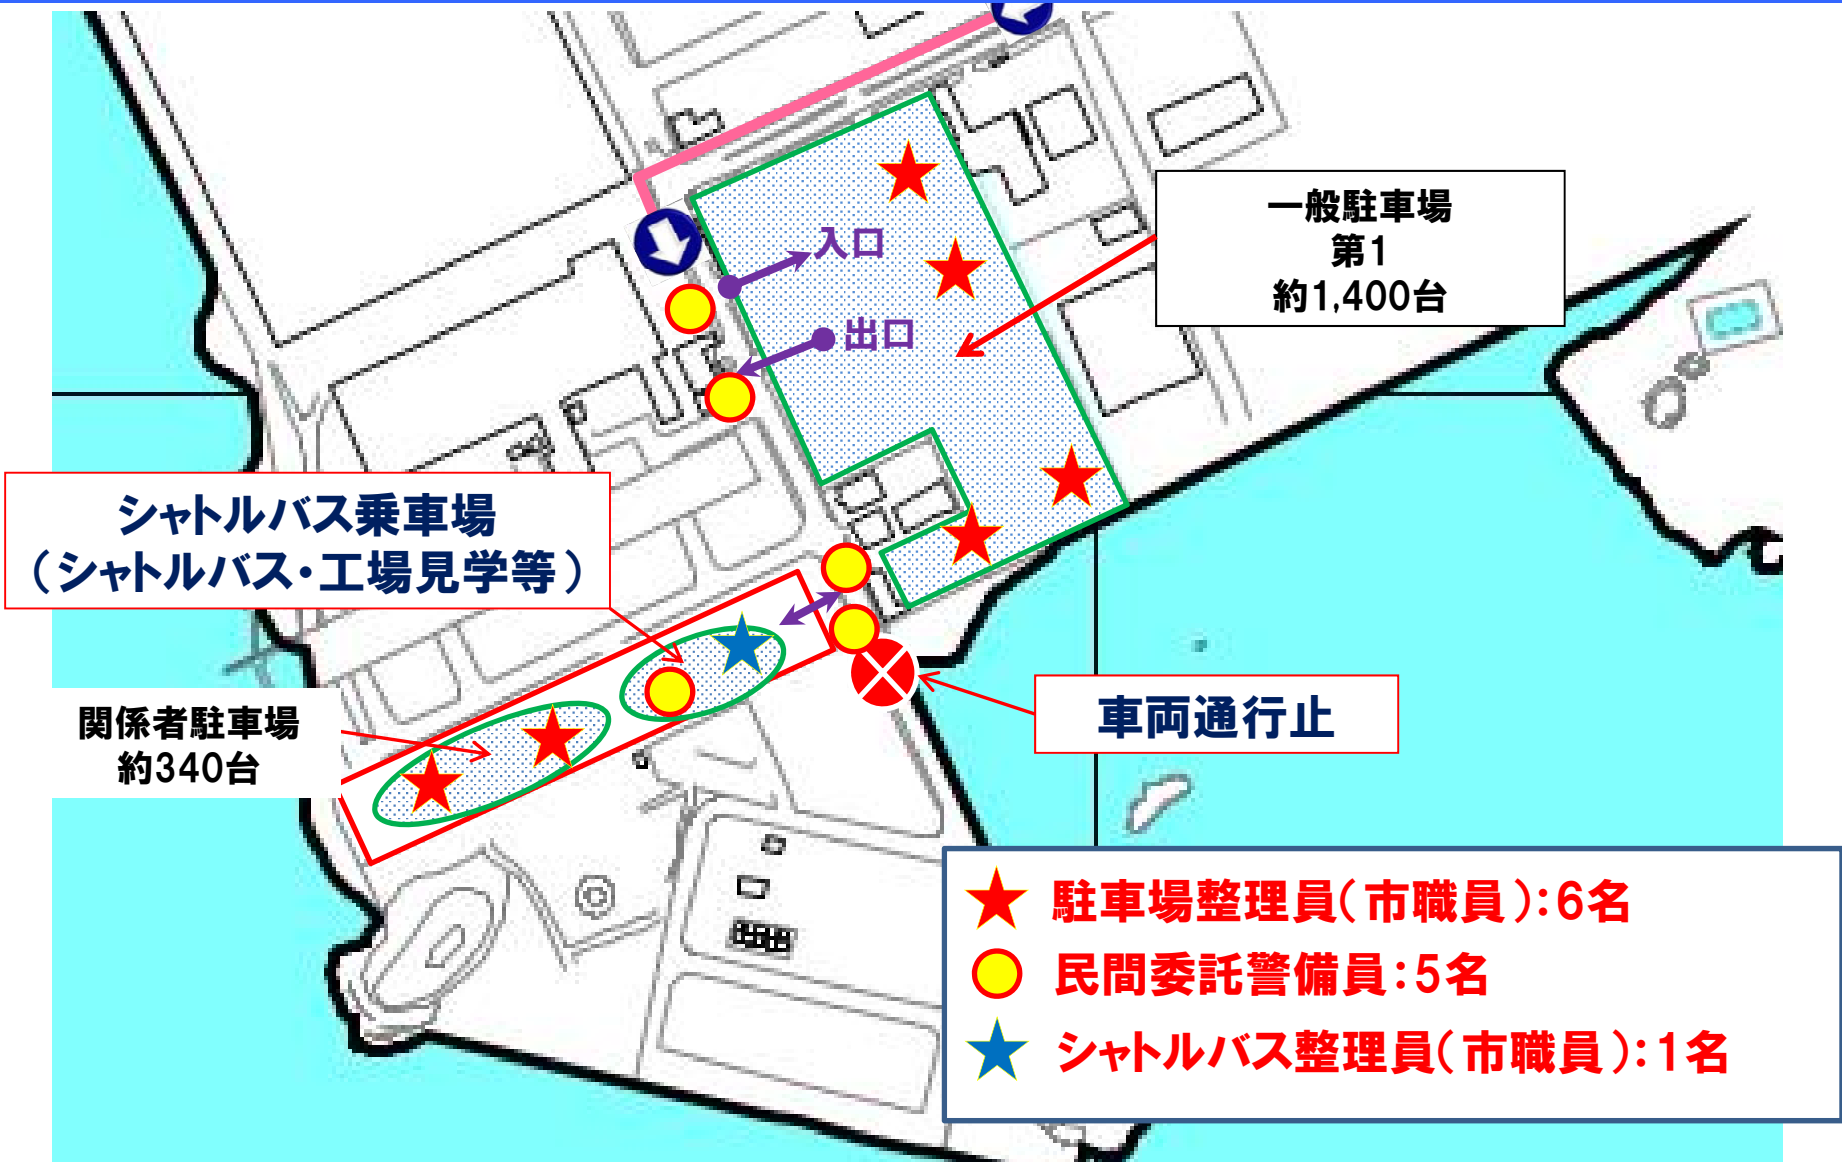 一般駐車場
第1
約1,400台
入口
出口
シャトルバス乗車場
（シャトルバス・工場見学等）
車両通行止
関係者駐車場
約340台
駐車場整理員（市職員）：6名
民間委託警備員：5名
シャトルバス整理員（市職員）：1名